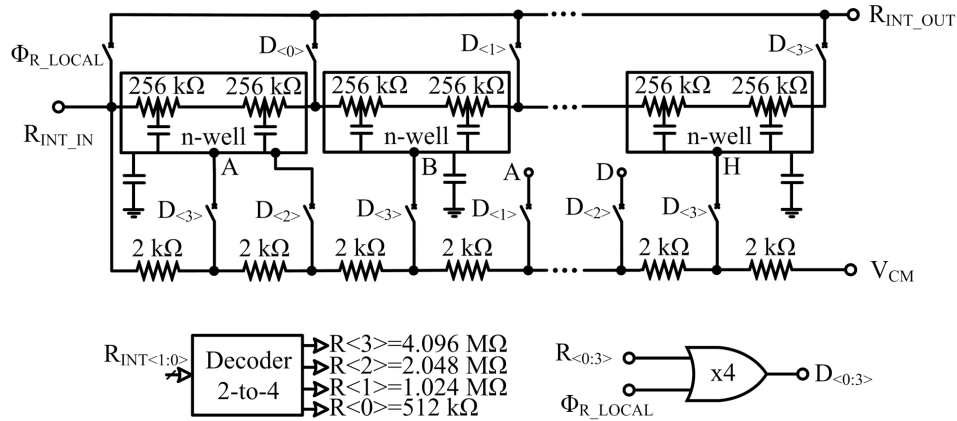 R_INT_OUT
Φ_R_LOCAL D<0> D<1> D<3>
256 kΩ 256 kΩ 256 kΩ 256 kΩ 256 kΩ 256 kΩ
R_INT_IN
n-well n-well n-well
A B A D H
D<3> D<2> D<3> D<1> D<2> D<3>
2 kΩ 2 kΩ 2 kΩ 2 kΩ 2 kΩ 2 kΩ
V_CM
R_INT<1:0>
Decoder
2-to-4
R<3>=4.096 MΩ
R<2>=2.048 MΩ
R<1>=1.024 MΩ
R<0>=512 kΩ
R<0:3>
Φ_R_LOCAL
x4
D<0:3>